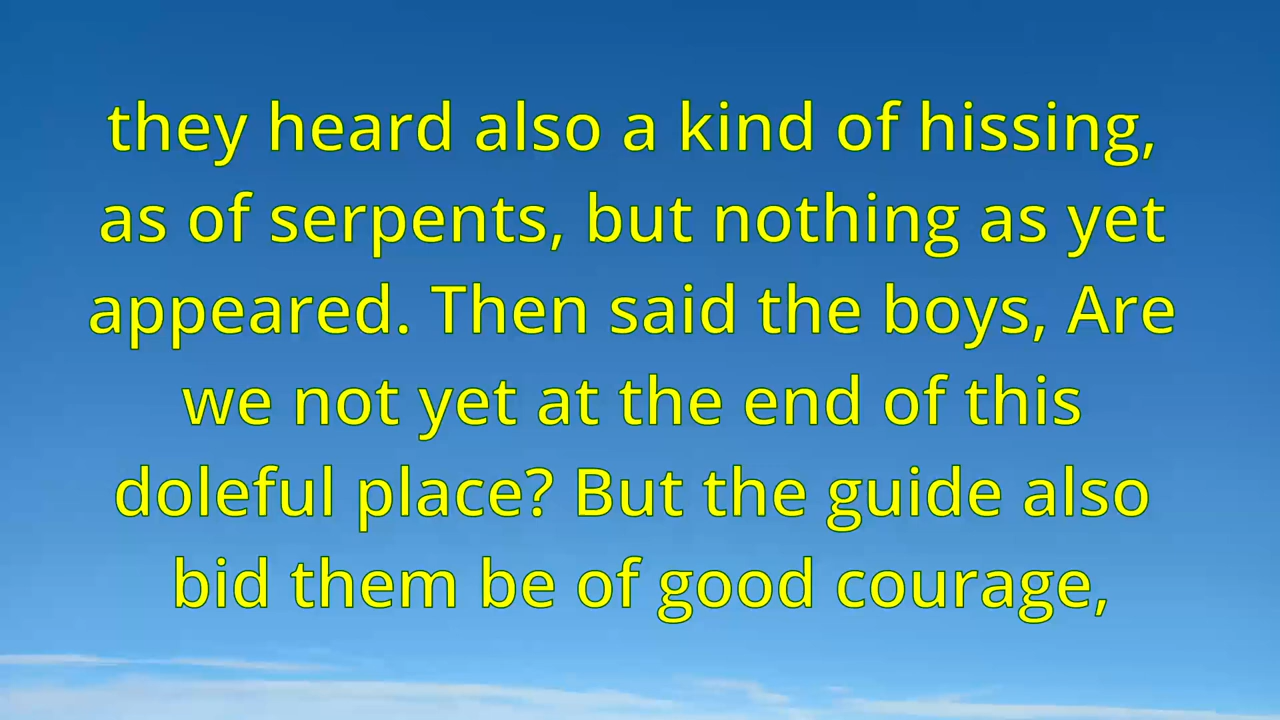 they heard also a kind of hissing,
as of serpents, but nothing as yet
appeared. Then said the boys, Are
we not yet at the end of this
doleful place? But the guide also
bid them be of good courage,